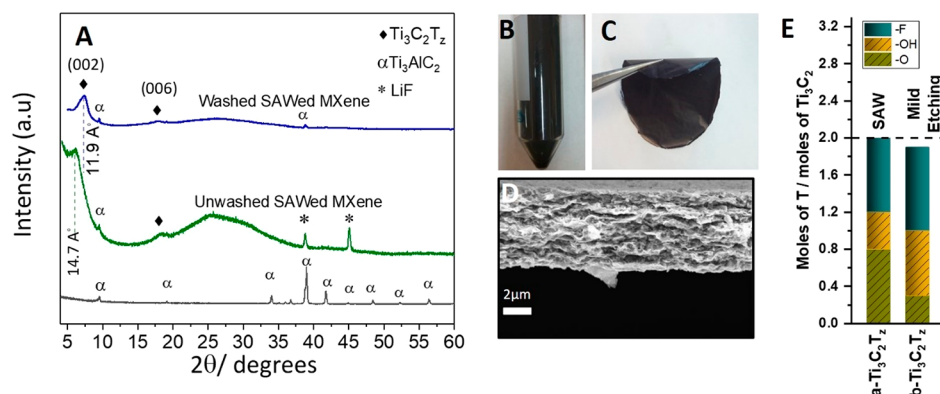 A
◆ Ti₃C₂T𝓏
αTi₃AlC₂
* LiF
(002)
◆
α
(006)
◆
Washed SAWed MXene
α
11.9 A°
Unwashed SAWed MXene
α
◆
*
*
14.7 A°
α
α
α
α
α
α
α
α
α
Intensity (a.u)
5 10 15 20 25 30 35 40 45 50 55 60
2θ/ degrees
B
C
D
2μm
E
-F
-OH
-O
SAW
Mild
Etching
Moles of T / moles of Ti₃C₂
3.2
2.8
2.4
2.0
1.6
1.2
0.8
0.4
0.0
a-Ti₃C₂T𝓏
b-Ti₃C₂T𝓏